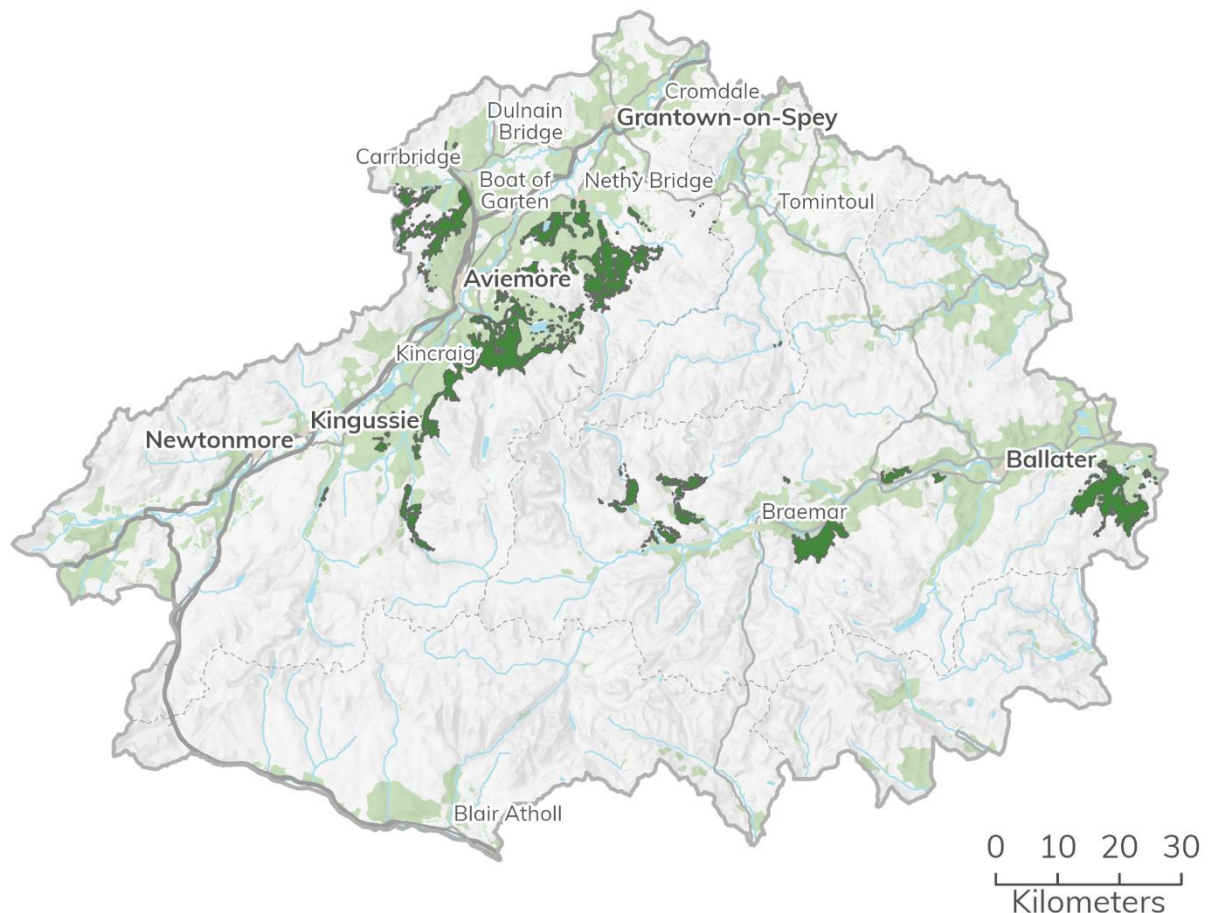 Cromdale
Dulnain
Bridge
Grantown-on-Spey
Carrbridge
Boat of
Garten
Nethy Bridge
Tomintoul
Aviemore
Kincraig
Kingussie
Newtonmore
Ballater
Braemar
Blair Atholl
0 10 20 30
Kilometers